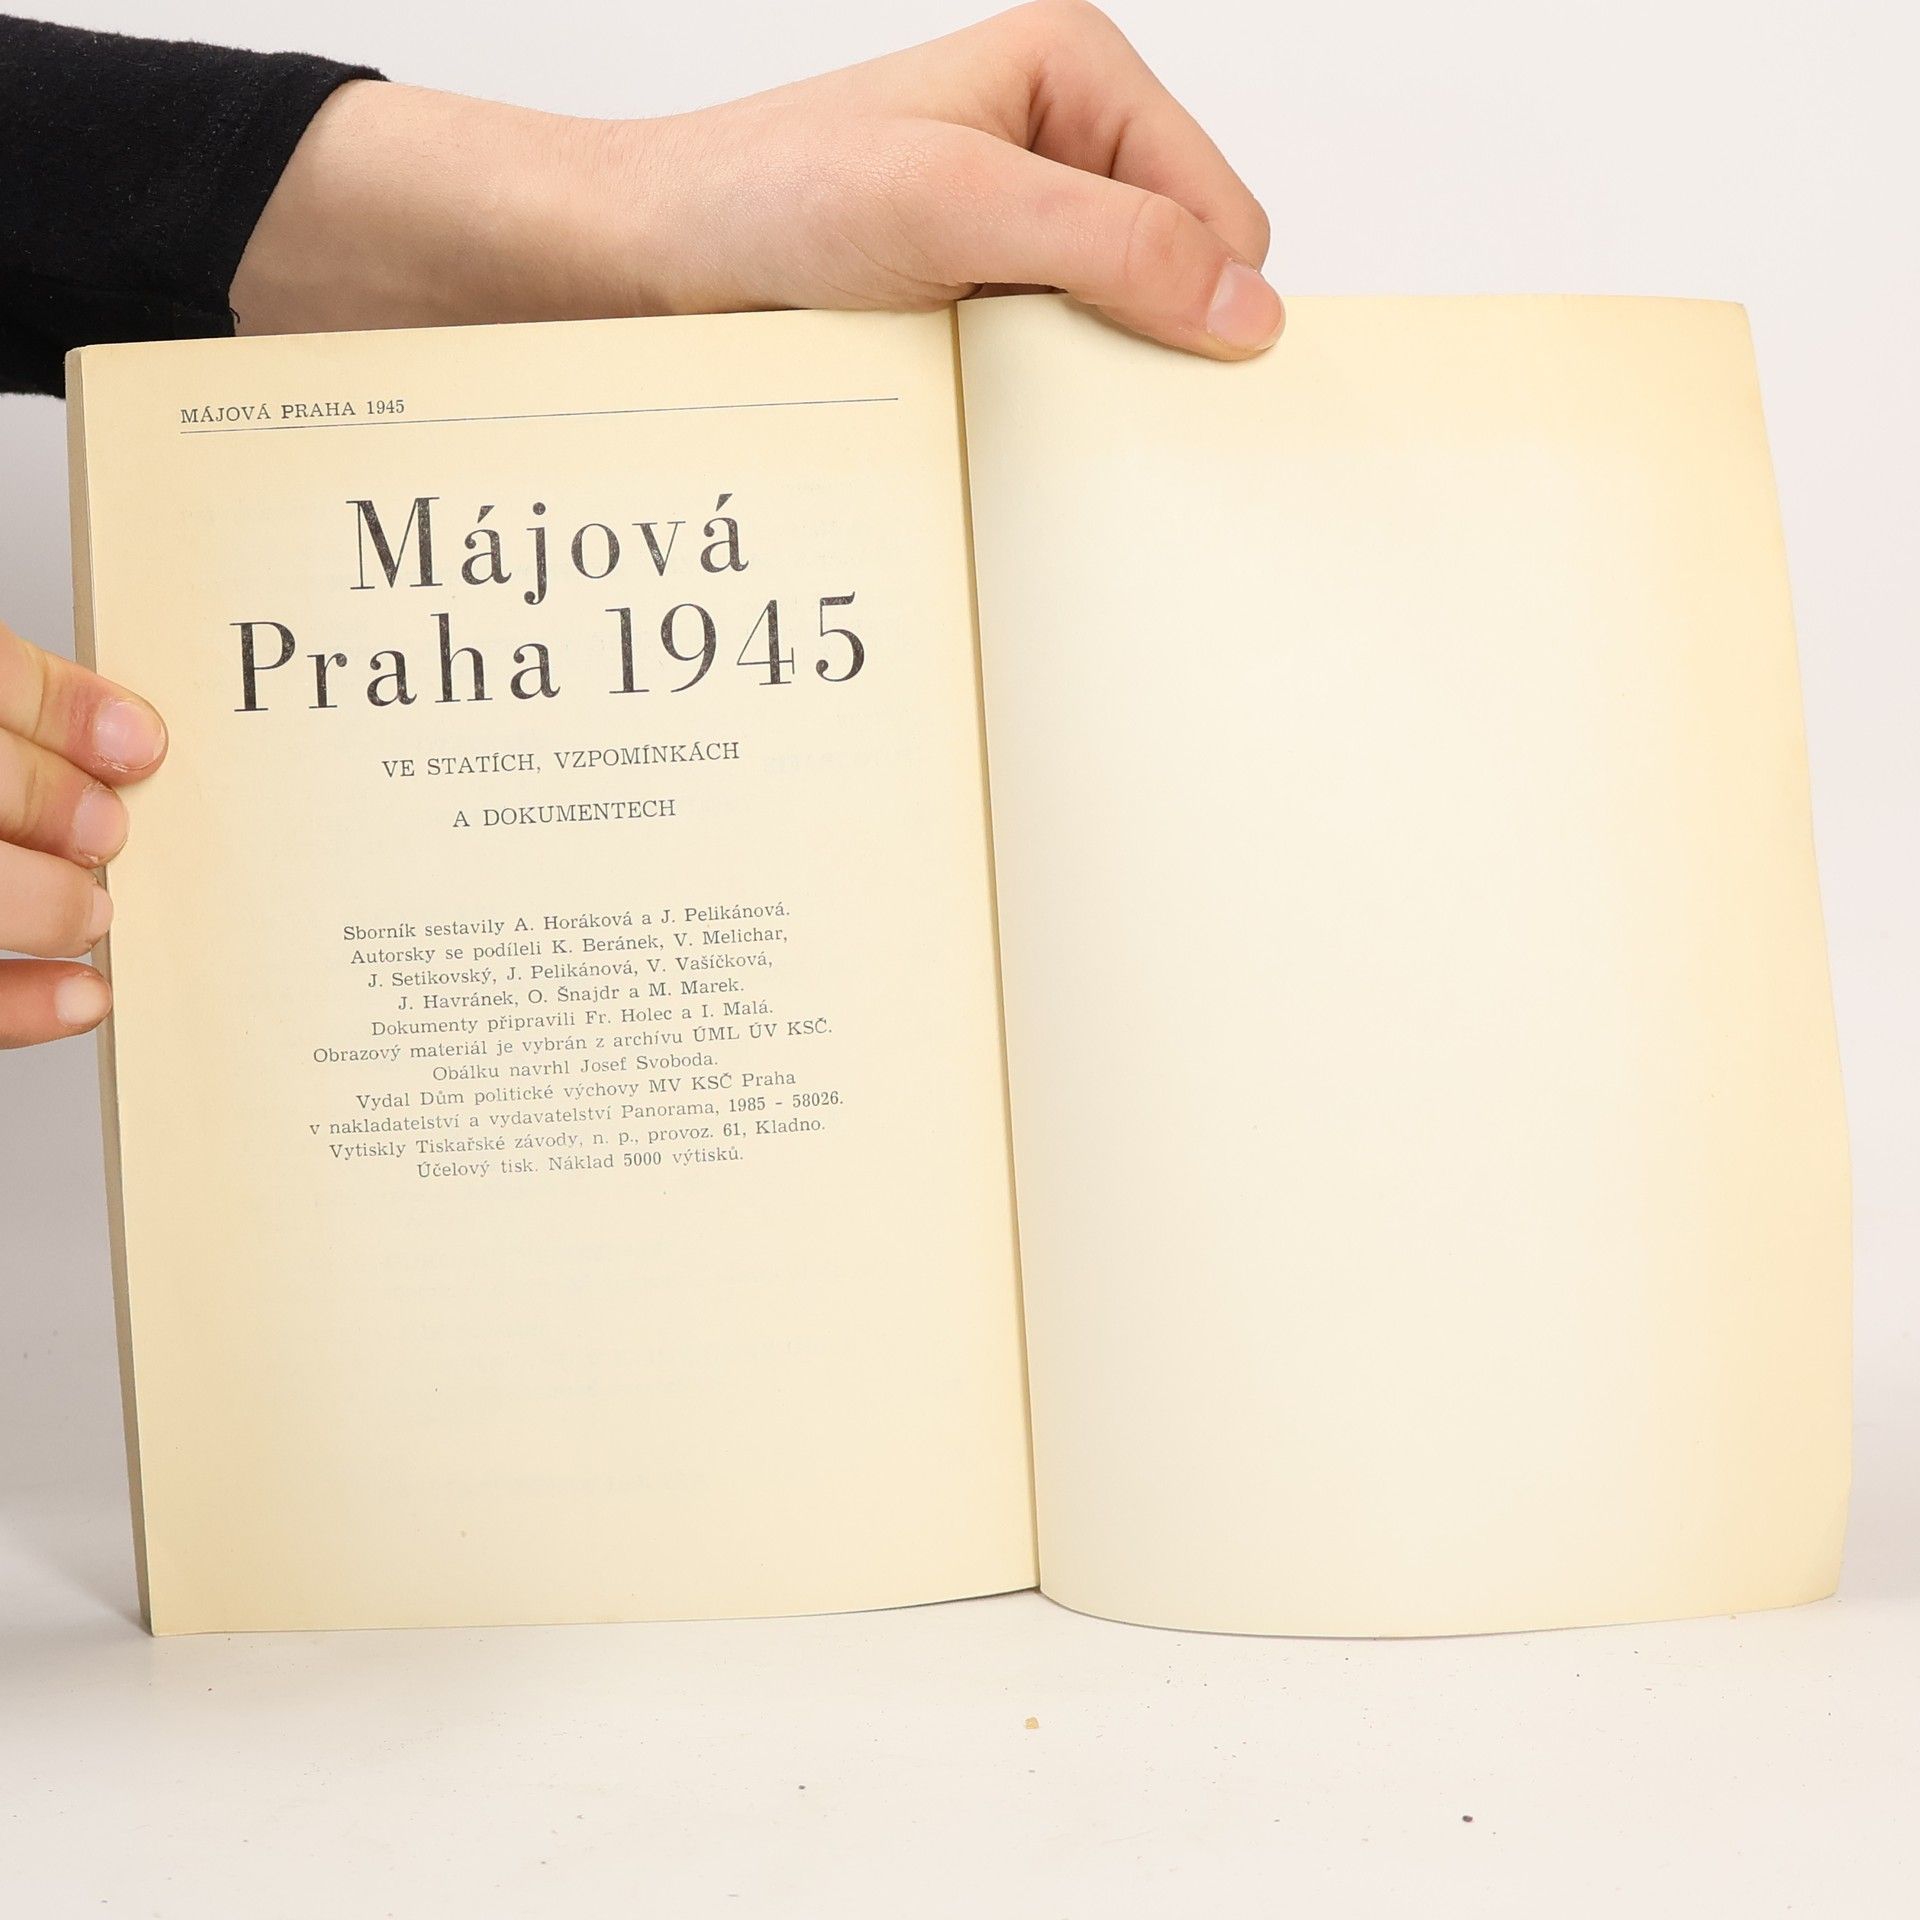 MÁJOVÁ PRAHA 1945
Májová
Praha 1945
VE STATÍCH, VZPOMÍNKÁCH
A DOKUMENTECH
Sborník sestavily A. Horáková a J. Pelikánová.
Autorsky se podíleli K. Beránek, V. Melichar,
J. Setikovský, J. Pelikánová, V. Vašíčková,
J. Havránek, O. Šnajdr a M. Marek.
Dokumenty připravili Fr. Holec a I. Malá.
Obrazový materiál je vybrán z archívu ÚML ÚV KSČ.
Obálku navrhl Josef Svoboda.
Vydal Dům politické výchovy MV KSČ Praha
v nakladatelství a vydavatelství Panorama, 1985 - 58026.
Vytiskly Tiskařské závody, n. p., provoz. 61, Kladno.
Účelový tisk. Náklad 5000 výtisků.